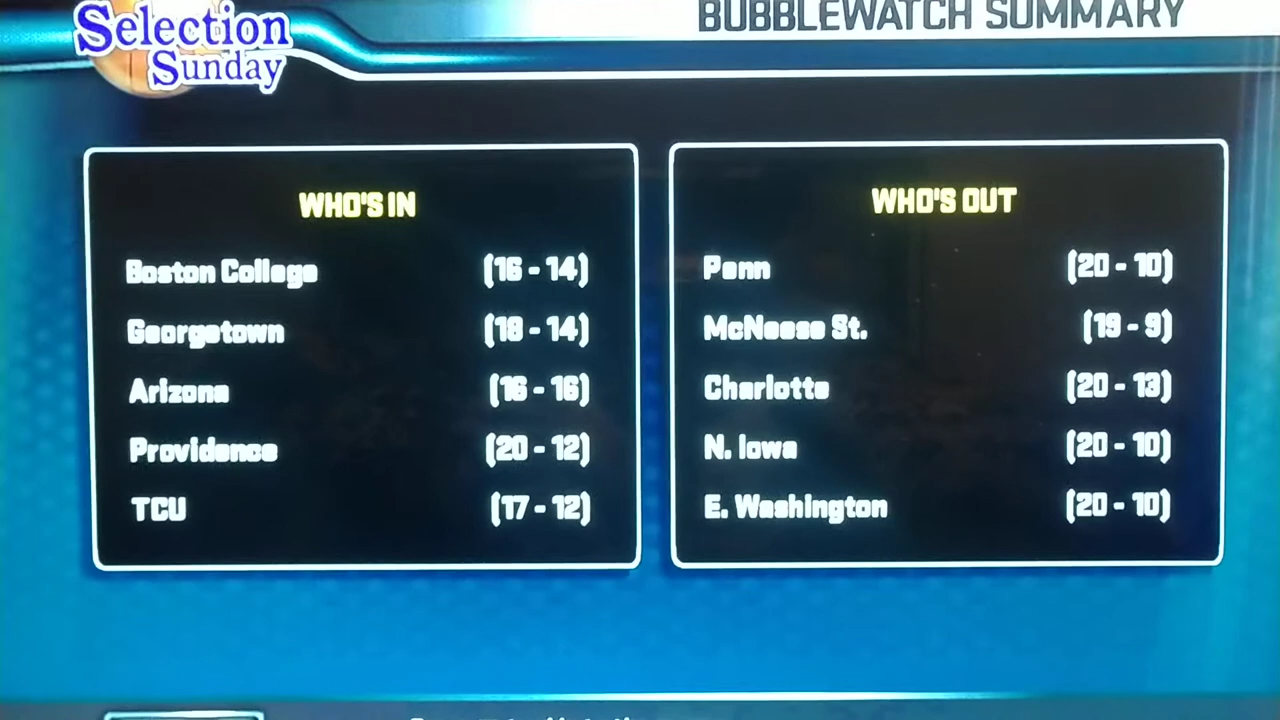 Selection
Sunday
BUBBLEWATCH SUMMARY
WHO'S IN
Boston College (16 - 14)
Georgetown (18 - 14)
Arizona (16 - 16)
Providence (20 - 12)
TCU (17 - 12)
WHO'S OUT
Penn (20 - 10)
McNeese St. (19 - 9)
Charlotte (20 - 13)
N. Iowa (20 - 10)
E. Washington (20 - 10)